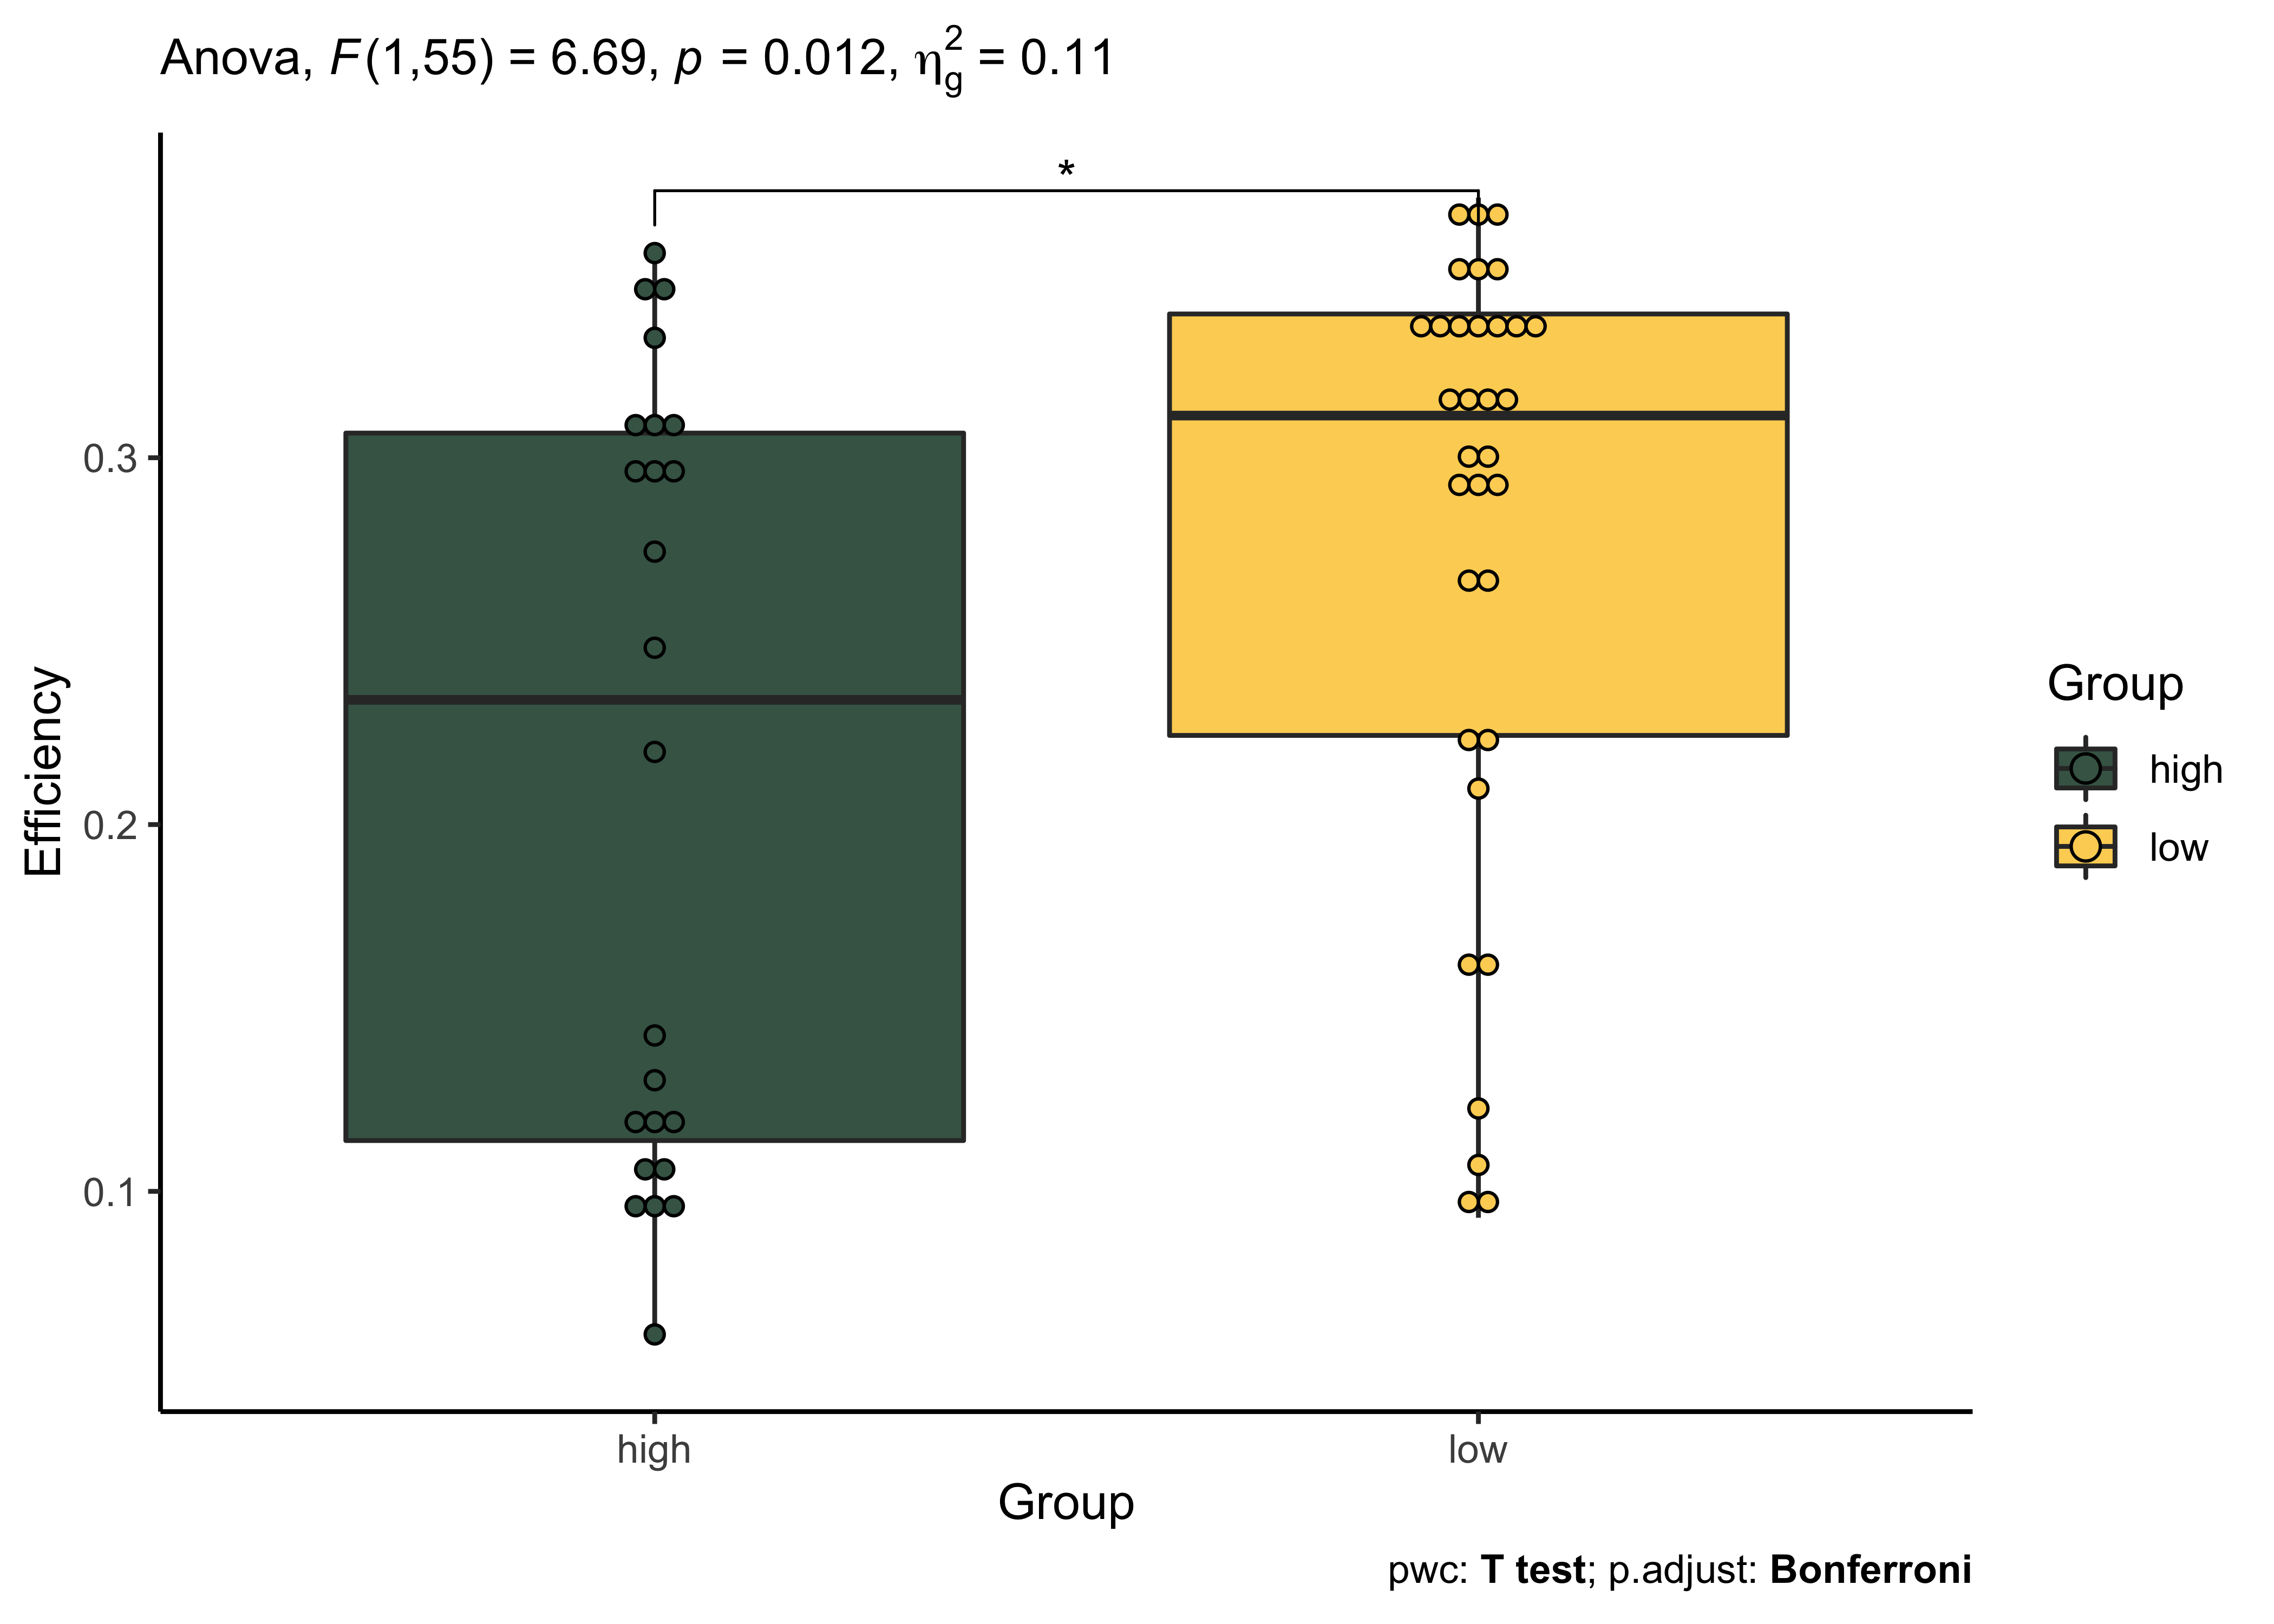 Anova, F(1,55) = 6.69, p = 0.012, η²g = 0.11
*
Efficiency
0.3
0.2
0.1
high
low
Group
Group
high
low
pwc: T test; p.adjust: Bonferroni